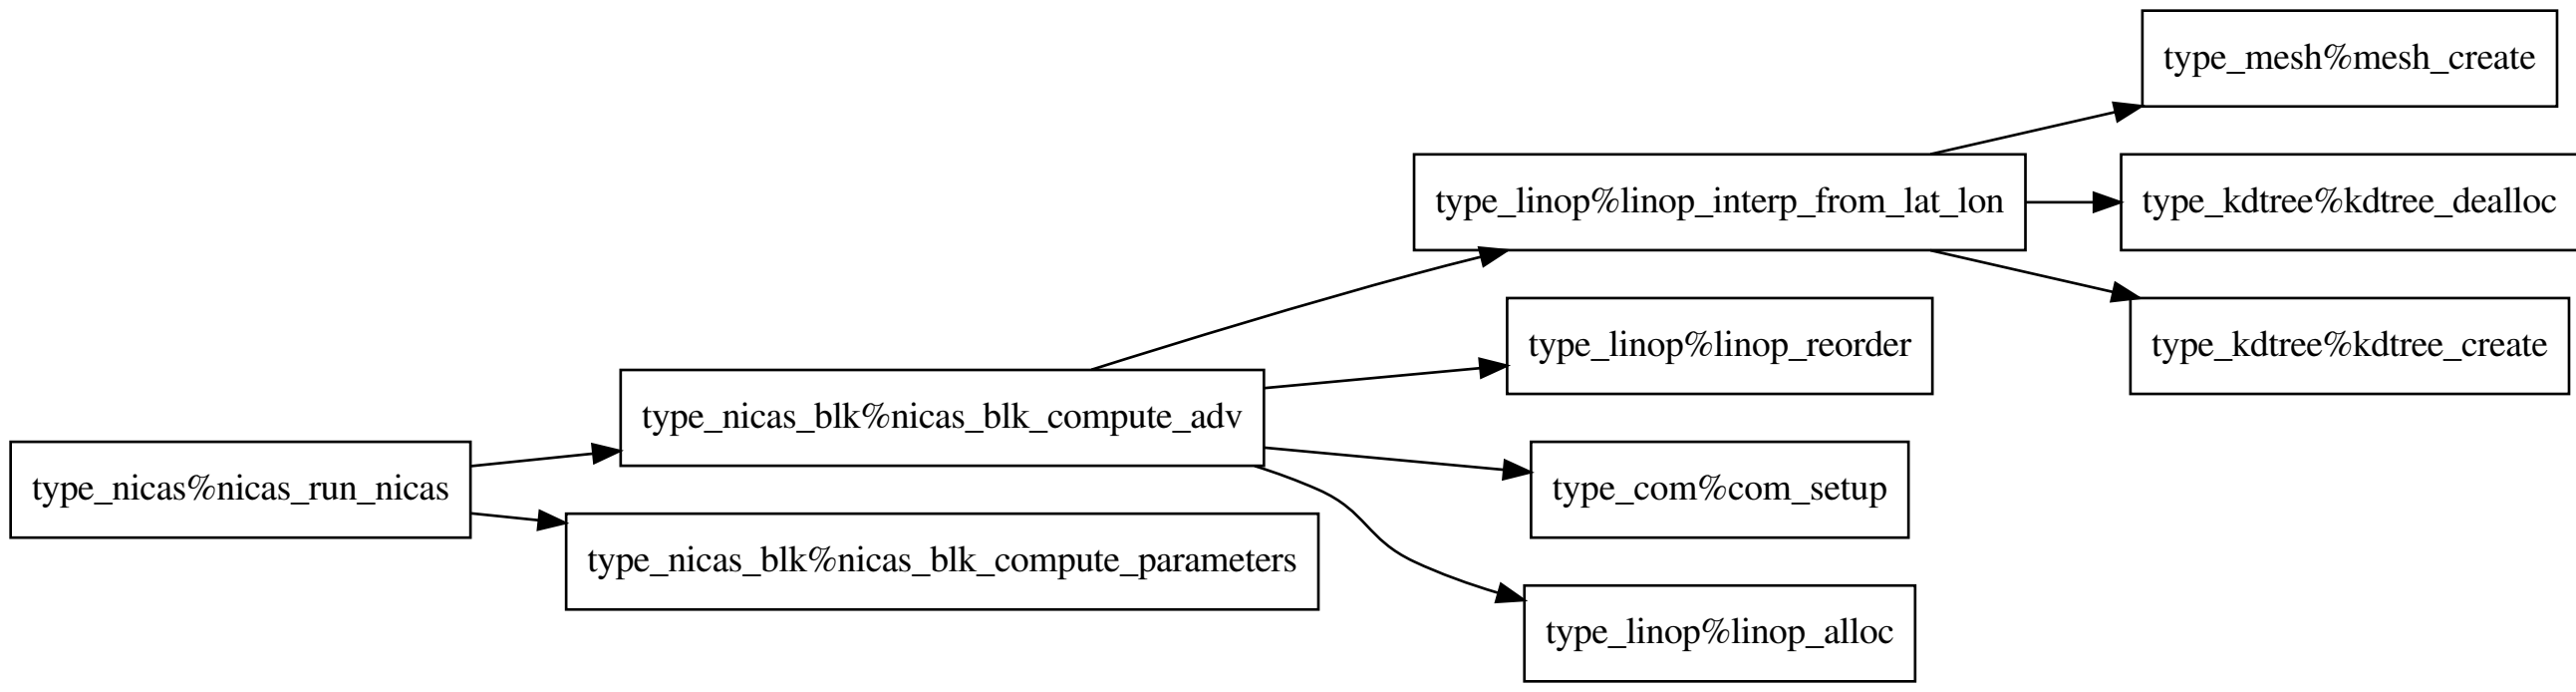 type_mesh%mesh_create
type_linop%linop_interp_from_lat_lon
type_kdtree%kdtree_dealloc
type_linop%linop_reorder
type_kdtree%kdtree_create
type_nicas_blk%nicas_blk_compute_adv
type_nicas%nicas_run_nicas
type_com%com_setup
type_nicas_blk%nicas_blk_compute_parameters
type_linop%linop_alloc